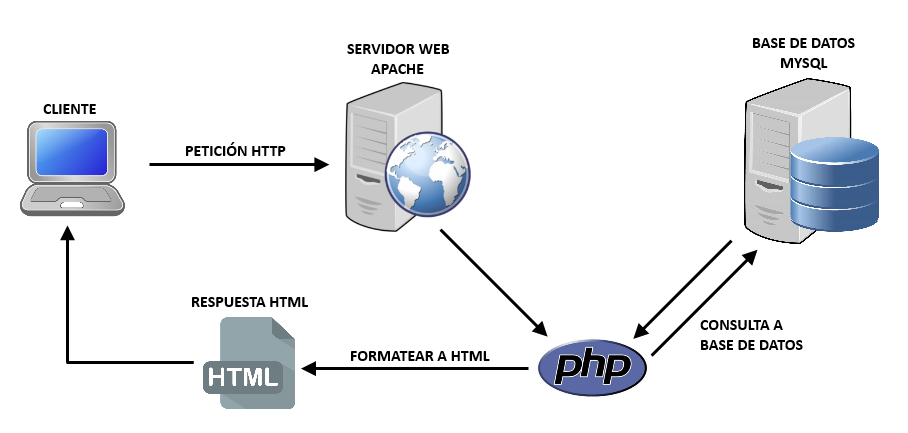 SERVIDOR WEB
APACHE
BASE DE DATOS
MYSQL
CLIENTE
PETICIÓN HTTP
RESPUESTA HTML
CONSULTA A
BASE DE DATOS
FORMATEAR A HTML
php
HTML